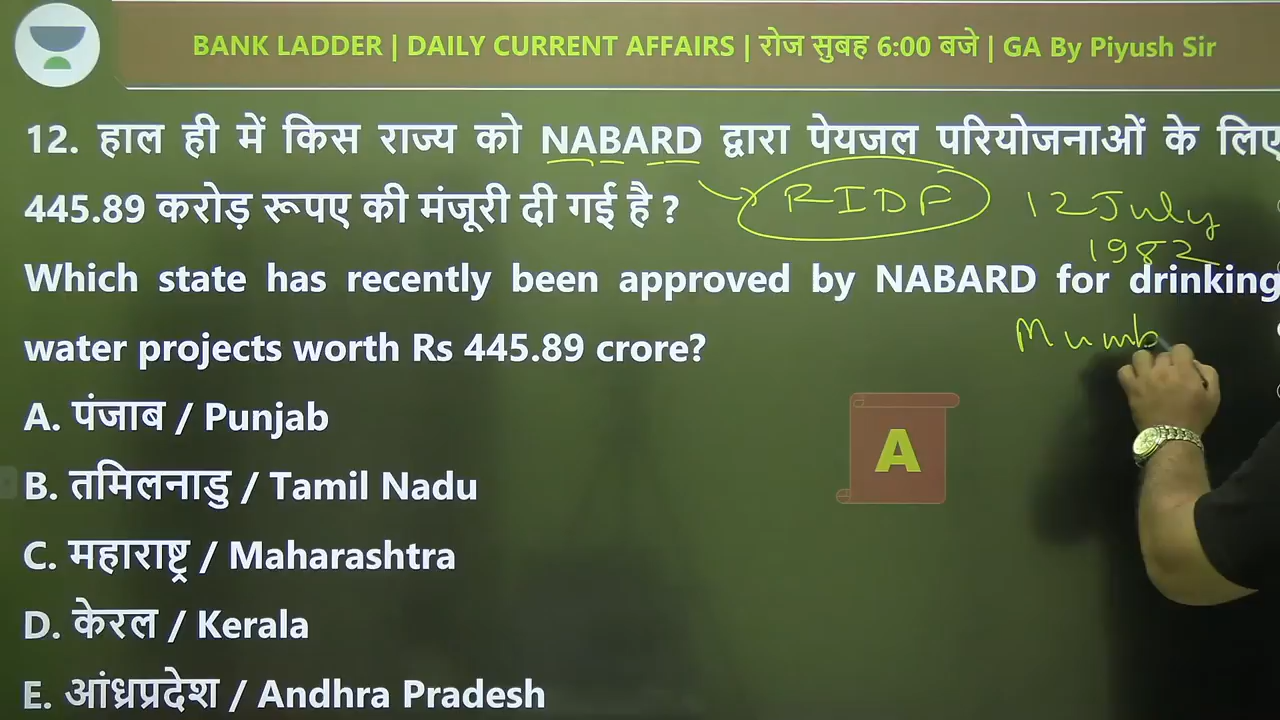 BANK LADDER | DAILY CURRENT AFFAIRS | रोज सुबह 6:00 बजे | GA By Piyush Sir
12. हाल ही में किस राज्य को NABARD द्वारा पेयजल परियोजनाओं के लिए
445.89 करोड़ रूपए की मंजूरी दी गई है ?
RIDF
12 July
1982
Which state has recently been approved by NABARD for drinking
water projects worth Rs 445.89 crore?
Mumb
A. पंजाब / Punjab
A
B. तमिलनाडु / Tamil Nadu
C. महाराष्ट्र / Maharashtra
D. केरल / Kerala
E. आंध्रप्रदेश / Andhra Pradesh